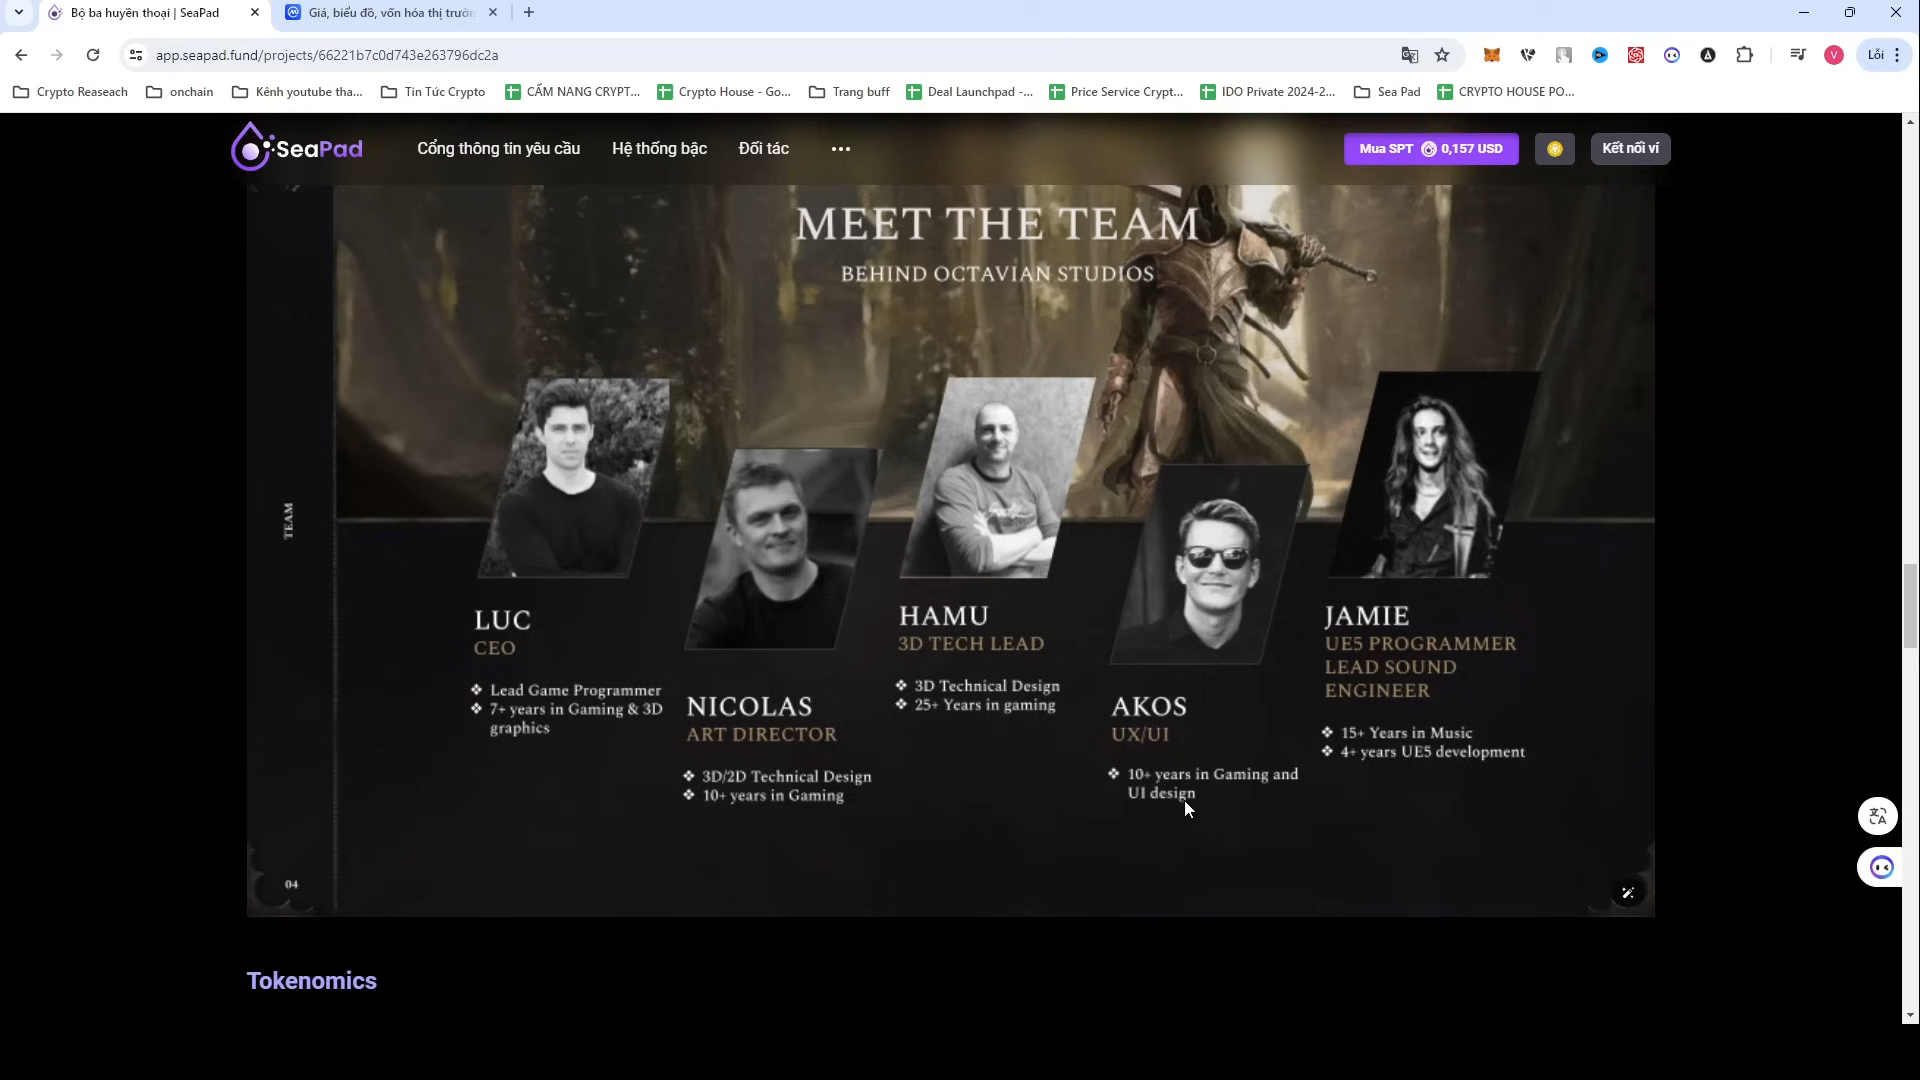 Bộ ba huyền thoại | SeaPad
Giá, biểu đồ, vốn hóa thị trườn
app.seapad.fund/projects/66221b7c0d743e263796dc2a
V
Lỗi
Crypto Reaseach
onchain
Kênh youtube tha...
Tin Tức Crypto
CẨM NANG CRYPT...
Crypto House - Go...
Trang buff
Deal Launchpad -...
Price Service Crypt...
IDO Private 2024-2...
Sea Pad
CRYPTO HOUSE PO...
SeaPad
Cổng thông tin yêu cầu
Hệ thống bậc
Đối tác
Mua SPT 0,157 USD
Kết nối ví
MEET THE TEAM
BEHIND OCTAVIAN STUDIOS
TEAM
LUC
CEO
Lead Game Programmer
7+ years in Gaming & 3D
graphics
NICOLAS
ART DIRECTOR
3D/2D Technical Design
10+ years in Gaming
HAMU
3D TECH LEAD
3D Technical Design
25+ Years in gaming
AKOS
UX/UI
10+ years in Gaming and
UI design
JAMIE
UE5 PROGRAMMER
LEAD SOUND
ENGINEER
15+ Years in Music
4+ years UE5 development
04
Tokenomics